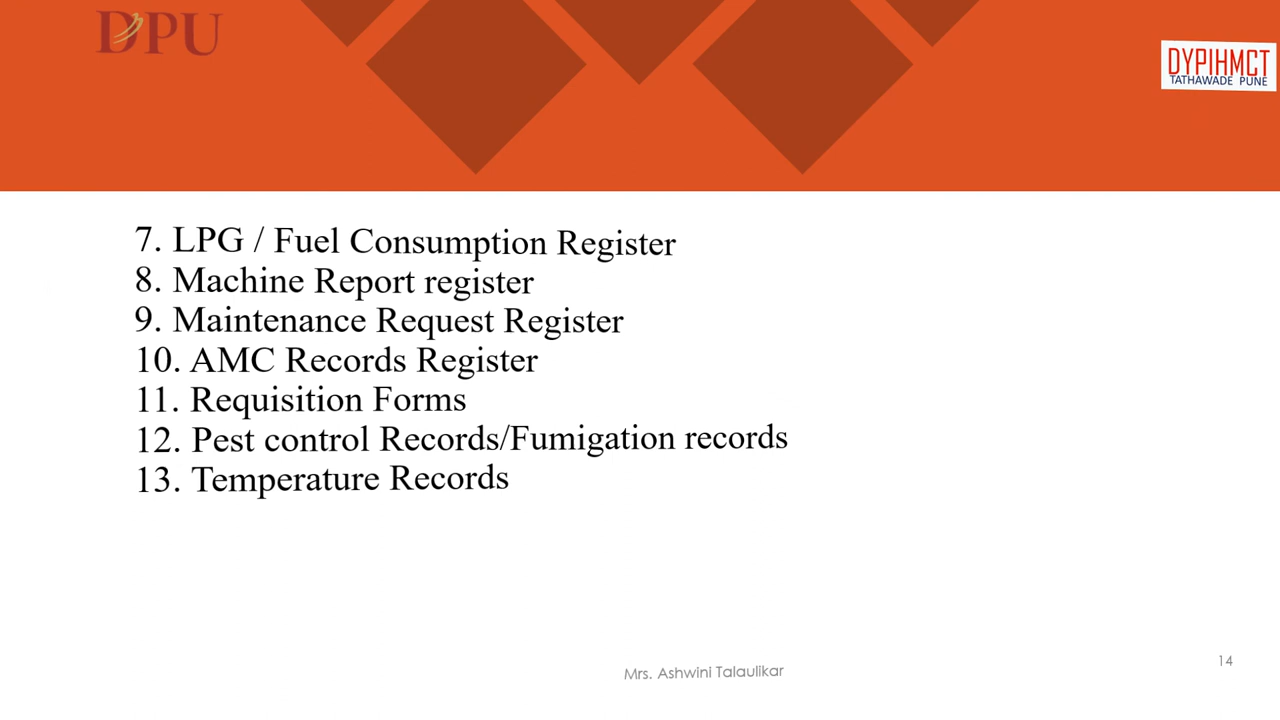 DPU
DYPIHMCT
TATHAWADE PUNE
7. LPG / Fuel Consumption Register
8. Machine Report register
9. Maintenance Request Register
10. AMC Records Register
11. Requisition Forms
12. Pest control Records/Fumigation records
13. Temperature Records
Mrs. Ashwini Talaulikar
14